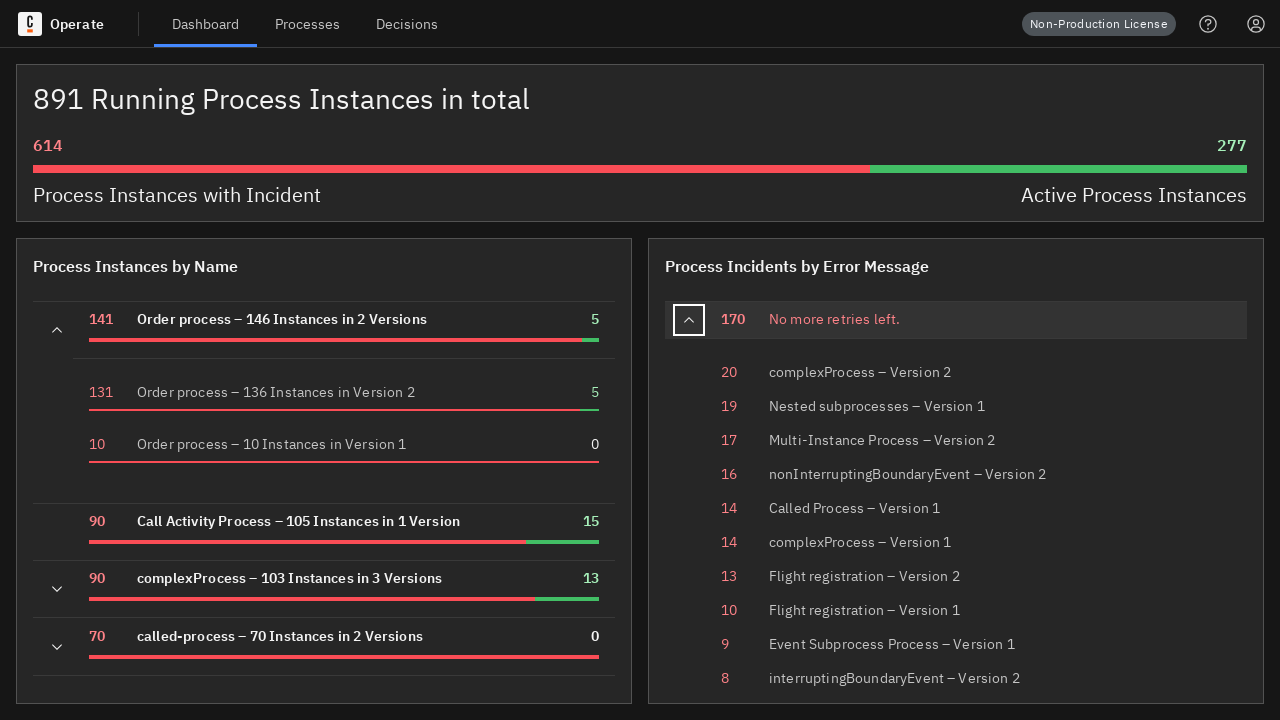 C Operate Dashboard Processes Decisions Non-Production License
891 Running Process Instances in total
614 277
Process Instances with Incident Active Process Instances
Process Instances by Name
141 Order process – 146 Instances in 2 Versions 5
131 Order process – 136 Instances in Version 2 5
10 Order process – 10 Instances in Version 1 0
90 Call Activity Process – 105 Instances in 1 Version 15
90 complexProcess – 103 Instances in 3 Versions 13
70 called-process – 70 Instances in 2 Versions 0
Process Incidents by Error Message
170 No more retries left.
20 complexProcess – Version 2
19 Nested subprocesses – Version 1
17 Multi-Instance Process – Version 2
16 nonInterruptingBoundaryEvent – Version 2
14 Called Process – Version 1
14 complexProcess – Version 1
13 Flight registration – Version 2
10 Flight registration – Version 1
9 Event Subprocess Process – Version 1
8 interruptingBoundaryEvent – Version 2